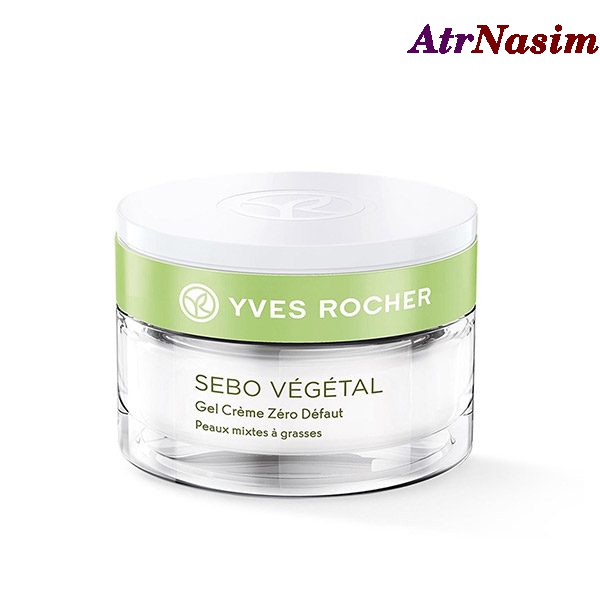 AtrNasim
YVES ROCHER
SEBO VÉGÉTAL
Gel Crème Zéro Défaut
Peaux mixtes à grasses